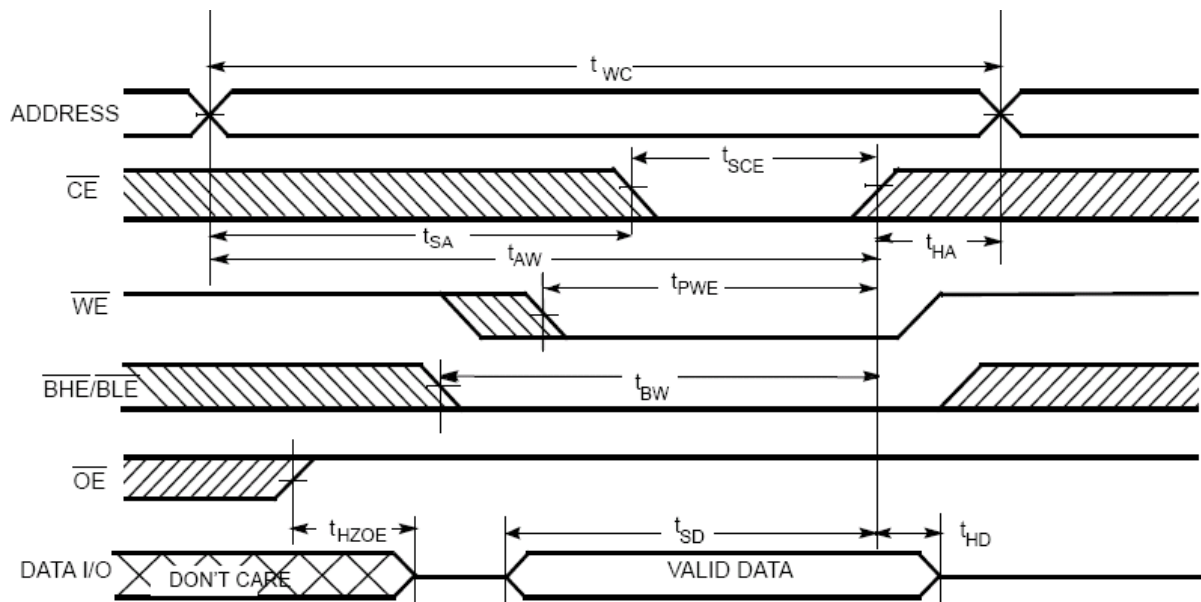 t WC
ADDRESS
t SCE
CE
t SA
t HA
t AW
t PWE
WE
BHE/BLE
t BW
OE
t HZOE
t SD
t HD
DATA I/O
DON'T CARE
VALID DATA